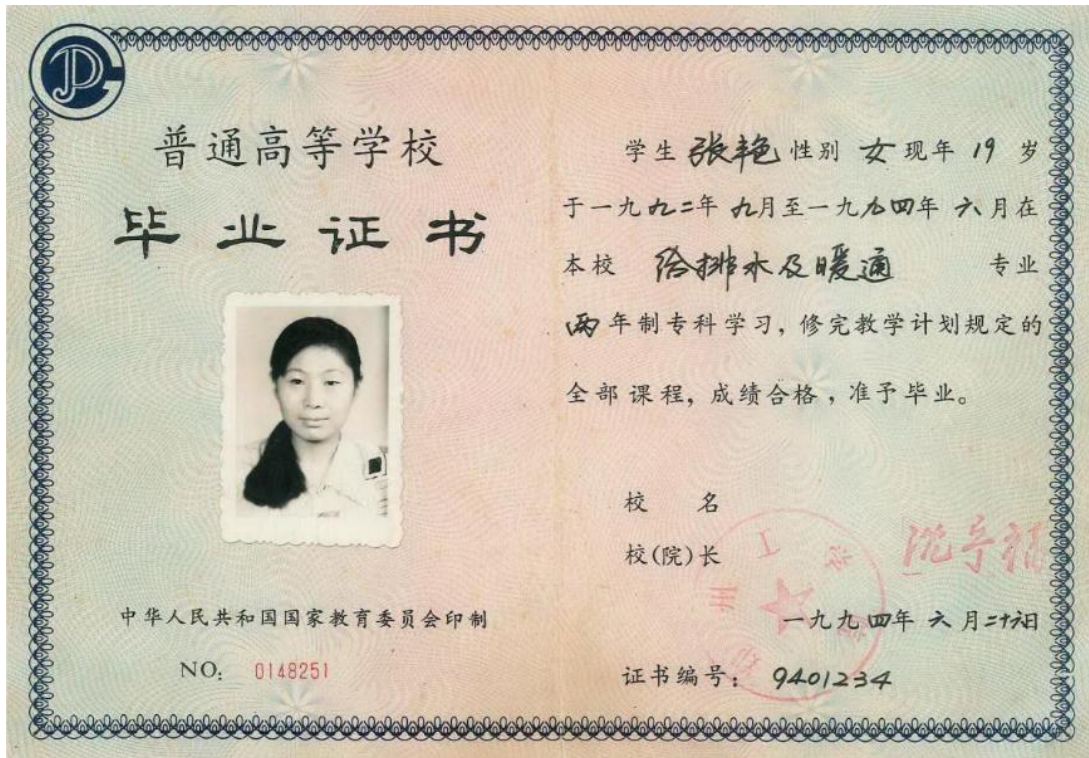 普通高等学校
毕业证书
中华人民共和国国家教育委员会印制
NO: 0148251
学生 张艳 性别 女 现年 19 岁
于一九九二年 九月至一九九四年 六月在
本校 给排水及暖通 专业
两年制专科学习，修完教学计划规定的
全部课程，成绩合格，准予毕业。
校 名
校(院)长
一九九四年 六月二十六日
证书编号： 9401234